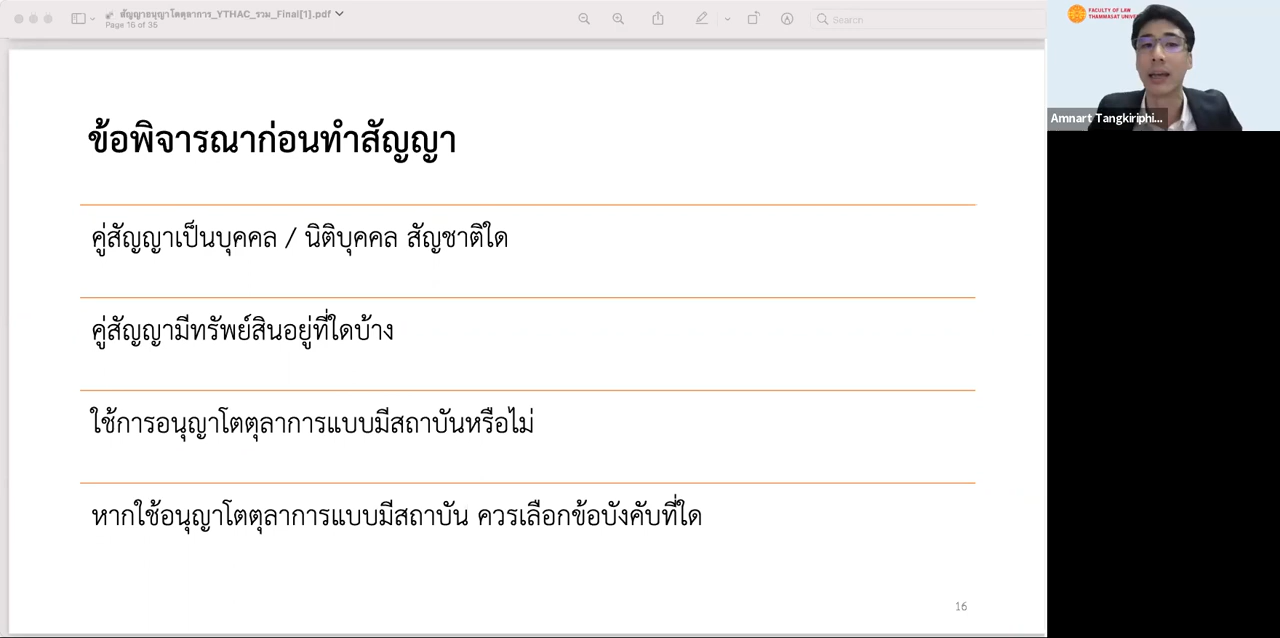 สัญญาอนุญาโตตุลาการ_YTHAC_รวม_Final[1].pdf
Page 16 of 35
Search
FACULTY OF LAW
THAMMASAT UNIVE
Amnart Tangkiriphi...
ข้อพิจารณาก่อนทำสัญญา
คู่สัญญาเป็นบุคคล / นิติบุคคล สัญชาติใด
คู่สัญญามีทรัพย์สินอยู่ที่ใดบ้าง
ใช้การอนุญาโตตุลาการแบบมีสถาบันหรือไม่
หากใช้อนุญาโตตุลาการแบบมีสถาบัน ควรเลือกข้อบังคับที่ใด
16